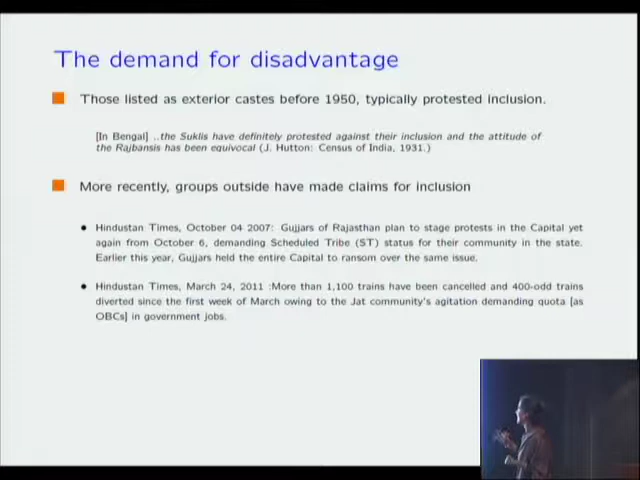 The demand for disadvantage
Those listed as exterior castes before 1950, typically protested inclusion.
[In Bengal] ..the Suklis have definitely protested against their inclusion and the attitude of
the Rajbansis has been equivocal (J. Hutton: Census of India, 1931.)
More recently, groups outside have made claims for inclusion
Hindustan Times, October 04 2007: Gujjars of Rajasthan plan to stage protests in the Capital yet
again from October 6, demanding Scheduled Tribe (ST) status for their community in the state.
Earlier this year, Gujjars held the entire Capital to ransom over the same issue.
Hindustan Times, March 24, 2011 :More than 1,100 trains have been cancelled and 400-odd trains
diverted since the first week of March owing to the Jat community's agitation demanding quota [as
OBCs] in government jobs.